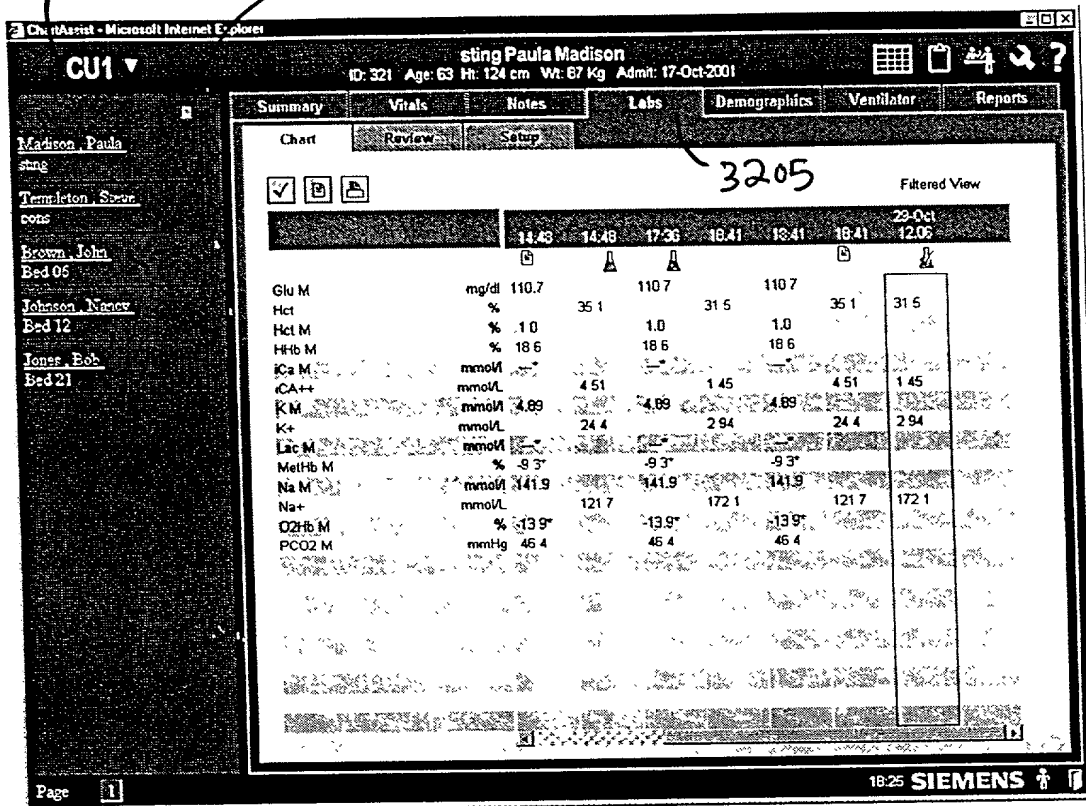 ChartAssist - Microsoft Internet Explorer
CU1
sting Paula Madison
ID: 321 Age: 63 Ht: 124 cm Wt: 87 Kg Admit: 17-Oct-2001
?
Summary Vitals Notes Labs Demographics Ventilator Reports
Chart Review Setup
Madison, Paula
sting
Templeton, Steve
cons
Brown, John
Bed 06
Johnson, Nancy
Bed 12
Jones, Bob
Bed 21
3205
Filtered View
29-Oct
14:43 14:48 17:36 18:41 18:41 18:41 12:06
Glu M mg/dl 110.7 110 7 110 7
Hct % 35 1 31 5 35 1 31 5
Hct M % .1 0 1.0 1.0
HHb M % 18 6 18 6 18 6
iCa M mmol/l —* —* —*
iCA++ mmol/L 4 51 1 45 4 51 1 45
K M mmol/l 4.89 4.89 4.89
K+ mmol/L 24 4 2 94 24 4 2 94
Lac M mmol/l —* —* —*
MetHb M % -9 3* -9 3* -9 3*
Na M mmol/l 141.9 141.9 141.9
Na+ mmol/L 121 7 172 1 121 7 172 1
O2Hb M % -13 9* -13.9* -13 9*
PCO2 M mmHg 46 4 46 4 46 4
Page 1
18:25 SIEMENS